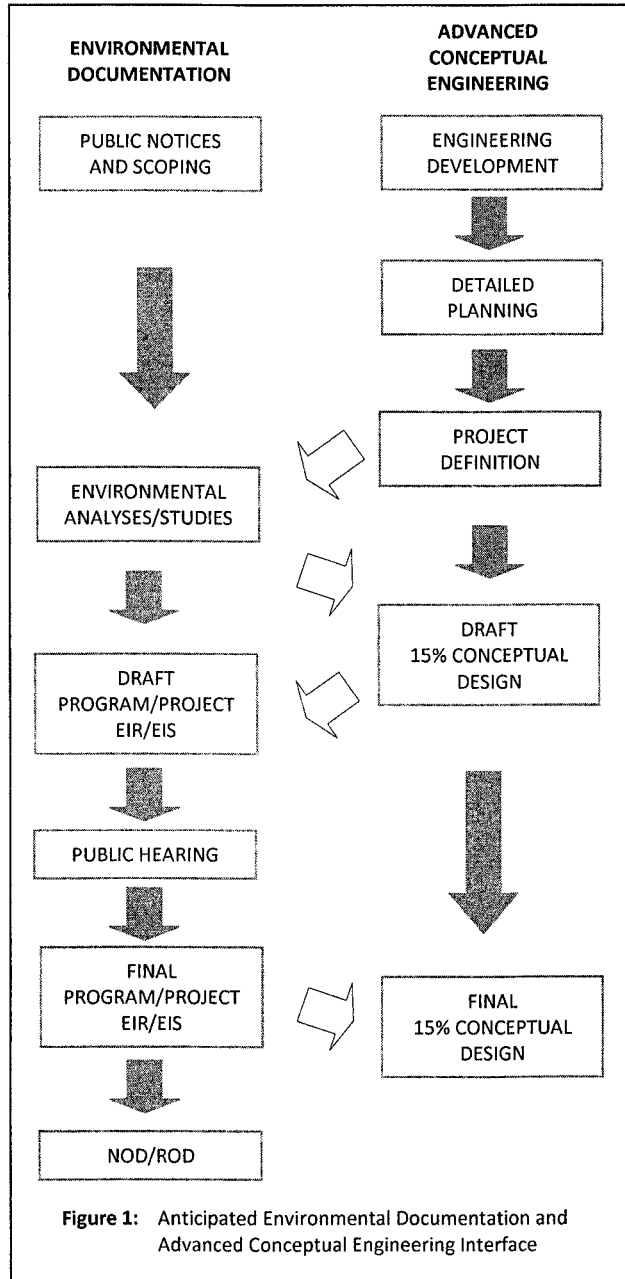 ENVIRONMENTAL
DOCUMENTATION
PUBLIC NOTICES
AND SCOPING
ENVIRONMENTAL
ANALYSES/STUDIES
DRAFT
PROGRAM/PROJECT
EIR/EIS
PUBLIC HEARING
FINAL
PROGRAM/PROJECT
EIR/EIS
NOD/ROD
ADVANCED
CONCEPTUAL
ENGINEERING
ENGINEERING
DEVELOPMENT
DETAILED
PLANNING
PROJECT
DEFINITION
DRAFT
15% CONCEPTUAL
DESIGN
FINAL
15% CONCEPTUAL
DESIGN
Figure 1: Anticipated Environmental Documentation and
Advanced Conceptual Engineering Interface